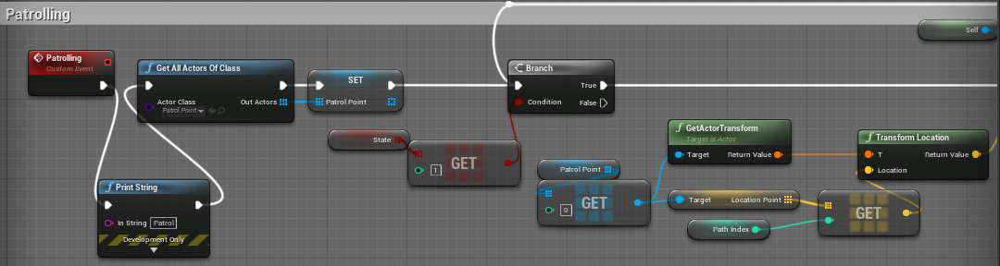 Patrolling
Self
Patrolling
Custom Event
Get All Actors Of Class
Actor Class
Patrol Point
Out Actors
SET
Patrol Point
Branch
True
Condition
False
State
1
GET
Print String
In String Patrol
Development Only
Patrol Point
0
GET
GetActorTransform
Target is Actor
Target
Return Value
Target
Location Point
Path Index
GET
Transform Location
T
Return Value
Location